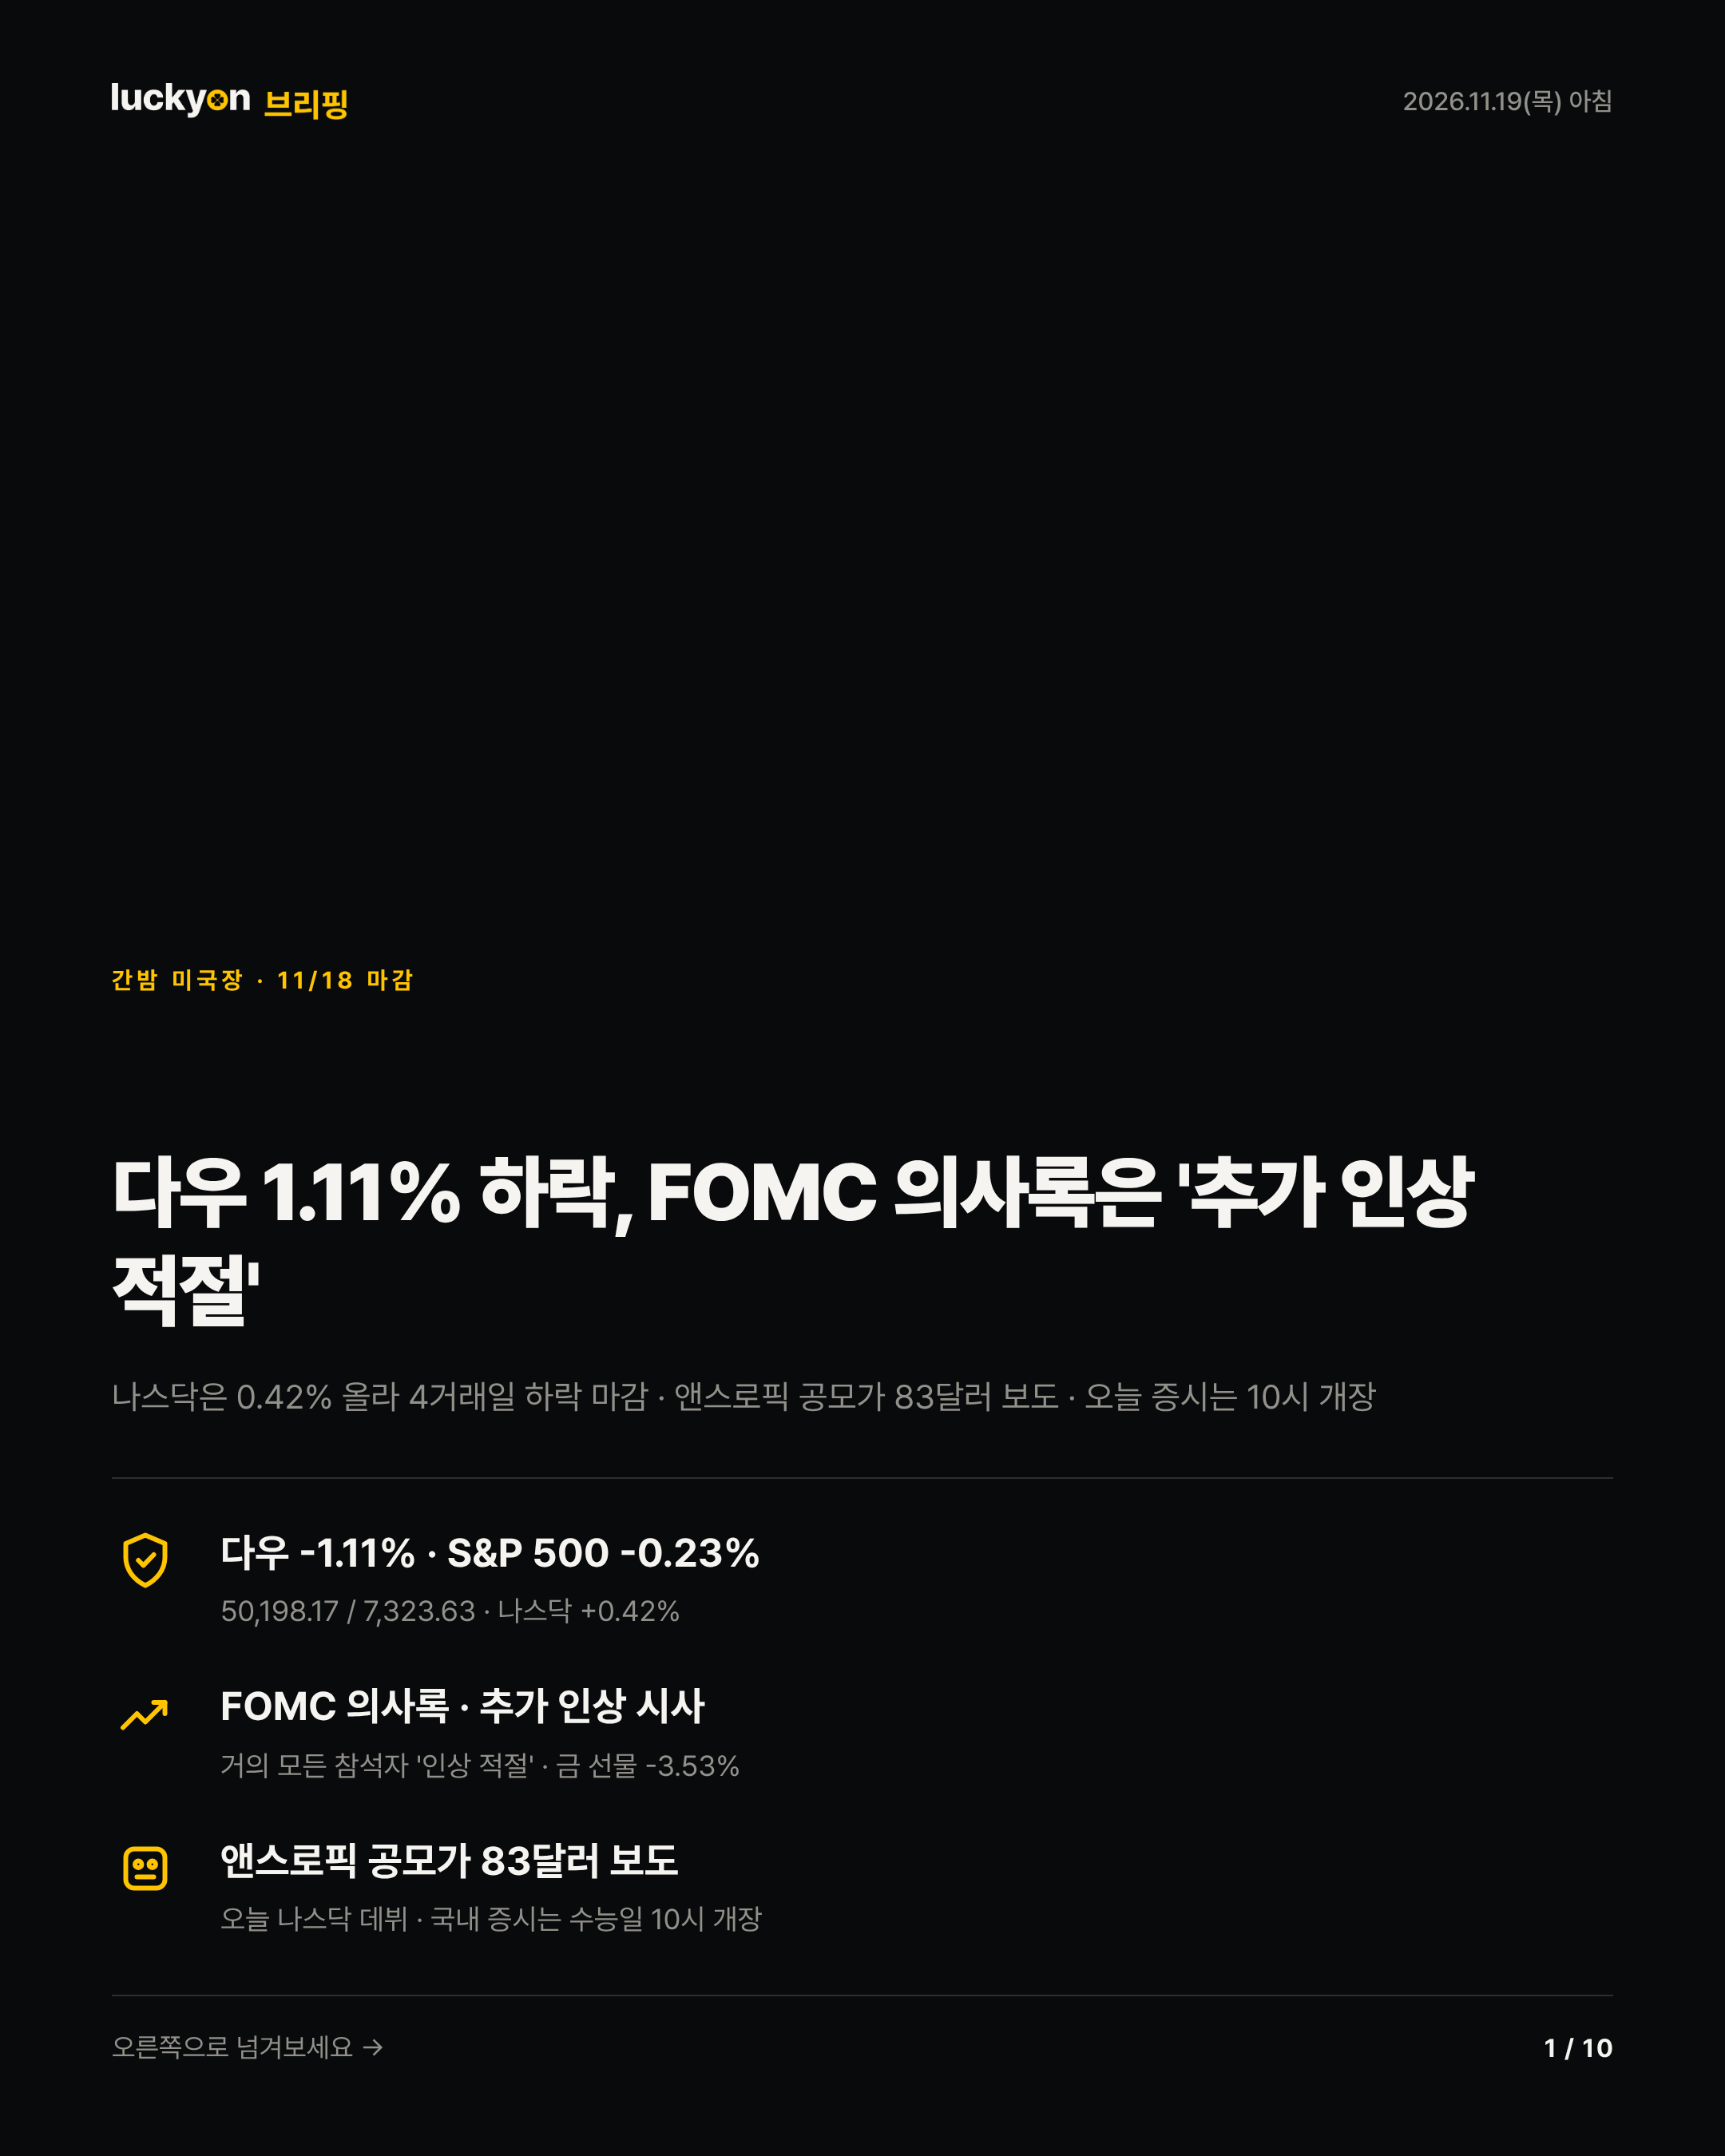 luckyon 브리핑
2026.11.19(목) 아침
간밤 미국장 · 11/18 마감
다우 1.11% 하락, FOMC 의사록은 '추가 인상
적절'
나스닥은 0.42% 올라 4거래일 하락 마감 · 앤스로픽 공모가 83달러 보도 · 오늘 증시는 10시 개장
다우 -1.11% · S&P 500 -0.23%
50,198.17 / 7,323.63 · 나스닥 +0.42%
FOMC 의사록 · 추가 인상 시사
거의 모든 참석자 '인상 적절' · 금 선물 -3.53%
앤스로픽 공모가 83달러 보도
오늘 나스닥 데뷔 · 국내 증시는 수능일 10시 개장
오른쪽으로 넘겨보세요 →
1 / 10